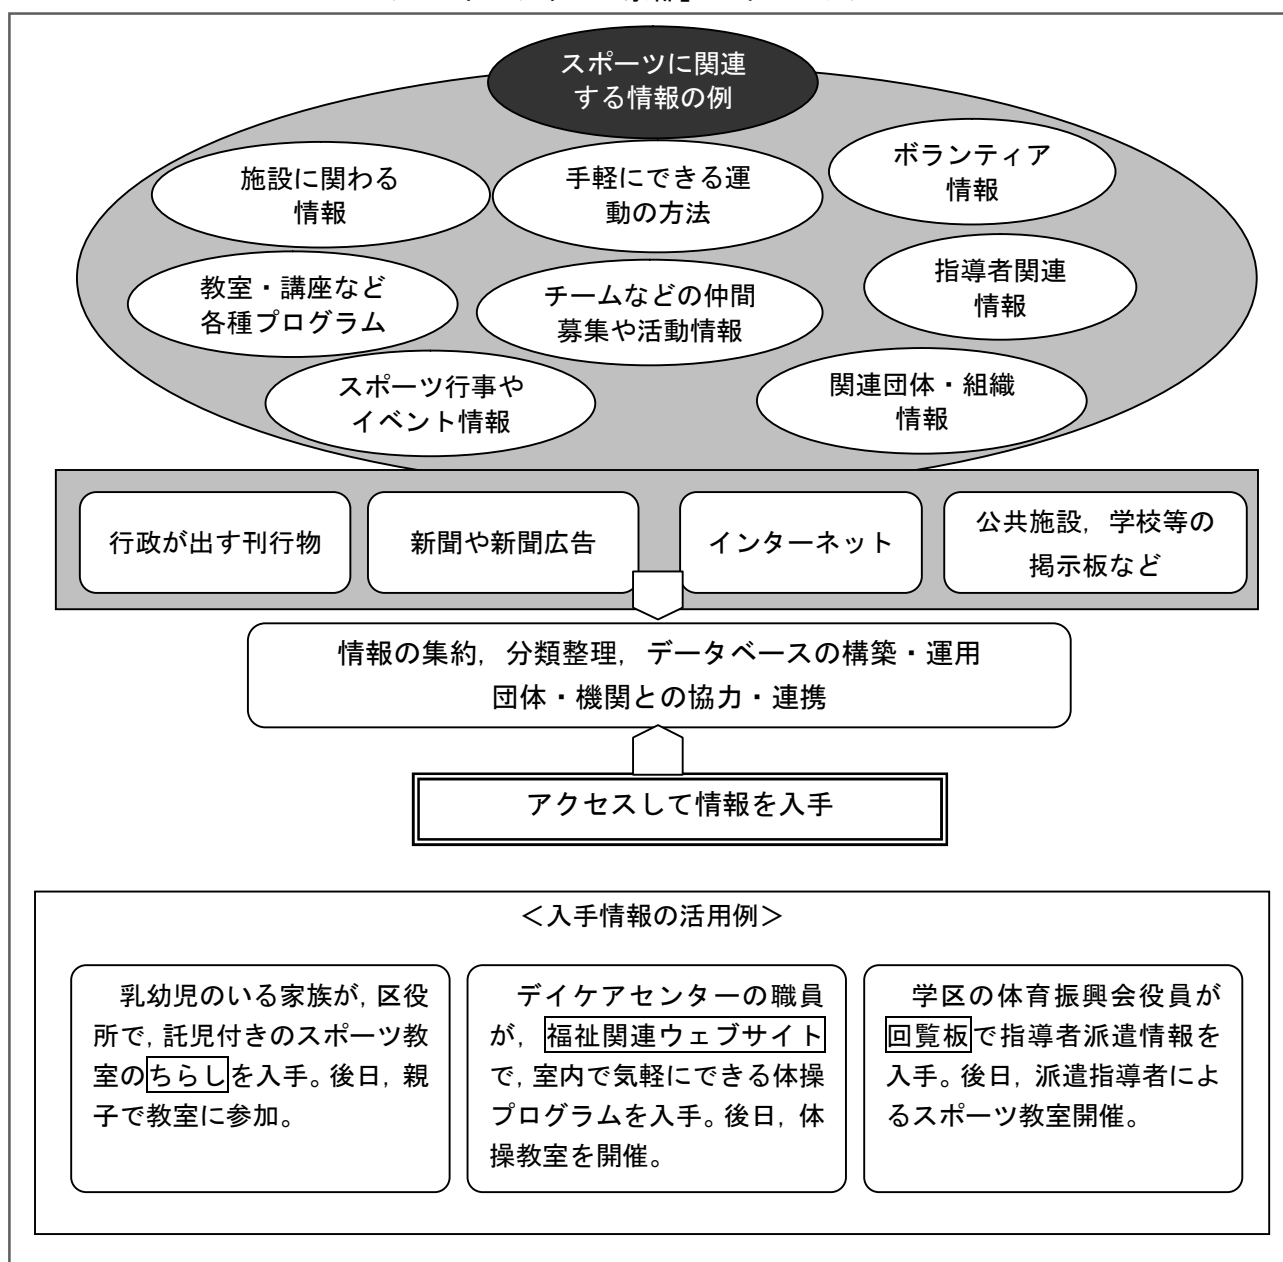 スポーツに関連
する情報の例
施設に関わる
情報
手軽にできる運
動の方法
ボランティア
情報
教室・講座など
各種プログラム
チームなどの仲間
募集や活動情報
指導者関連
情報
スポーツ行事や
イベント情報
関連団体・組織
情報
行政が出す刊行物
新聞や新聞広告
インターネット
公共施設，学校等の
掲示板など
情報の集約，分類整理，データベースの構築・運用
団体・機関との協力・連携
アクセスして情報を入手
＜入手情報の活用例＞
乳幼児のいる家族が，区役
所で，託児付きのスポーツ教
室のちらしを入手。後日，親
子で教室に参加。
デイケアセンターの職員
が，福祉関連ウェブサイト
で，室内で気軽にできる体操
プログラムを入手。後日，体
操教室を開催。
学区の体育振興会役員が
回覧板で指導者派遣情報を
入手。後日，派遣指導者によ
るスポーツ教室開催。